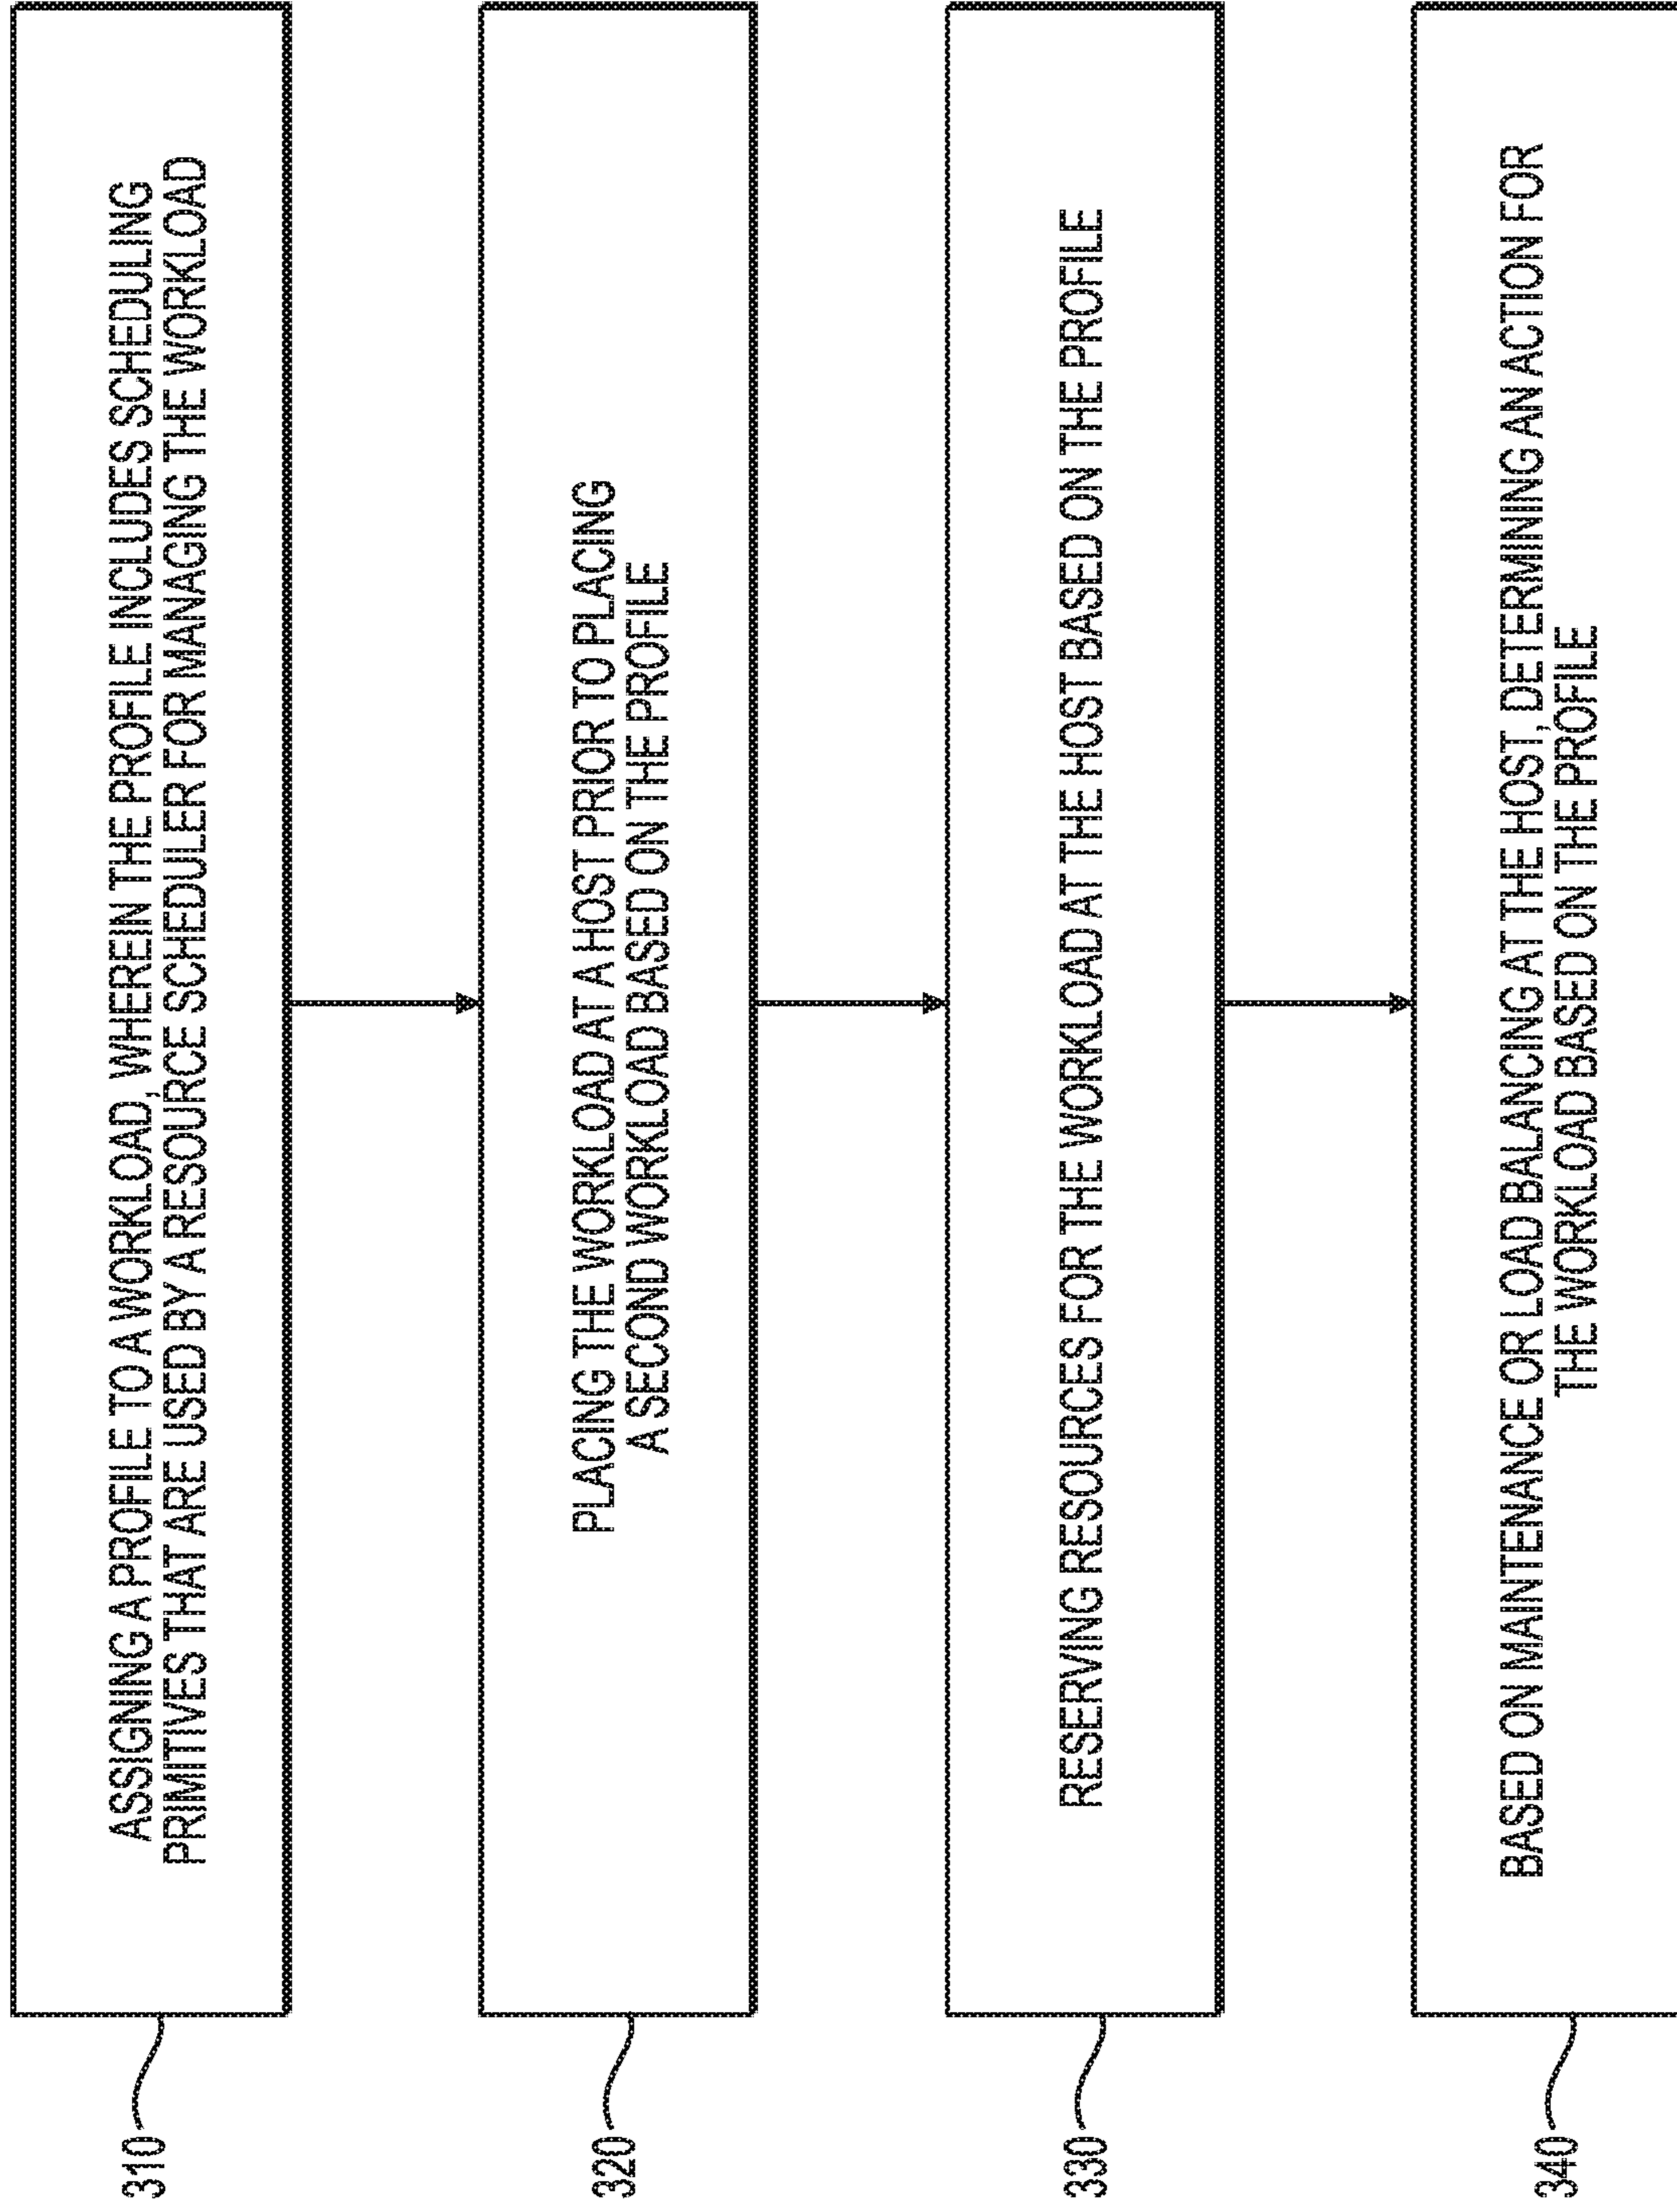 310
ASSIGNING A PROFILE TO A WORKLOAD, WHEREIN THE PROFILE INCLUDES SCHEDULING
PRIMITIVES THAT ARE USED BY A RESOURCE SCHEDULER FOR MANAGING THE WORKLOAD
320
PLACING THE WORKLOAD AT A HOST PRIOR TO PLACING
A SECOND WORKLOAD BASED ON THE PROFILE
330
RESERVING RESOURCES FOR THE WORKLOAD AT THE HOST BASED ON THE PROFILE
340
BASED ON MAINTENANCE OR LOAD BALANCING AT THE HOST, DETERMINING AN ACTION FOR
THE WORKLOAD BASED ON THE PROFILE